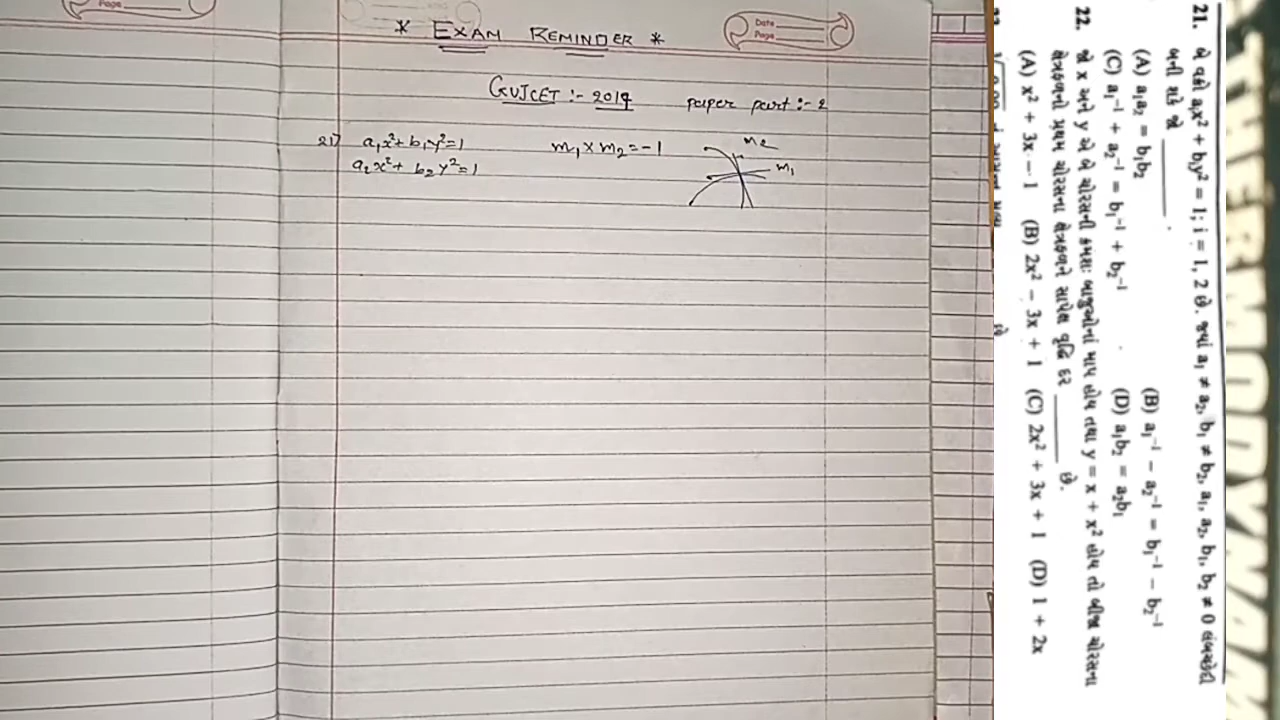 Page
* EXAM REMINDER *
Date
Page
GUJCET :- 2019 paper part :- 2
21) a₁x² + b₁y² = 1 m₁ × m₂ = -1 m₂
a₂x² + b₂y² = 1 m₁
21. બે વક્રો aᵢx² + bᵢy² = 1; i = 1, 2 છે. જ્યાં a₁ ≠ a₂, b₁ ≠ b₂, a₁, a₂, b₁, b₂ ≠ 0 લંબચ્છેદી
બની શકે જો ______.
(A) a₁a₂ = b₁b₂ (B) a₁⁻¹ − a₂⁻¹ = b₁⁻¹ − b₂⁻¹
(C) a₁⁻¹ + a₂⁻¹ = b₁⁻¹ + b₂⁻¹ (D) a₁b₂ = a₂b₁
22. જો x અને y એ બે ચોરસની ક્રમશઃ બાજુઓનાં માપ હોય તથા y = x + x² હોય તો બીજા ચોરસના
ક્ષેત્રફળનો પ્રથમ ચોરસના ક્ષેત્રફળને સાપેક્ષ વૃદ્ધિ દર ______ છે.
(A) x² + 3x − 1 (B) 2x² − 3x + 1 (C) 2x² + 3x + 1 (D) 1 + 2x